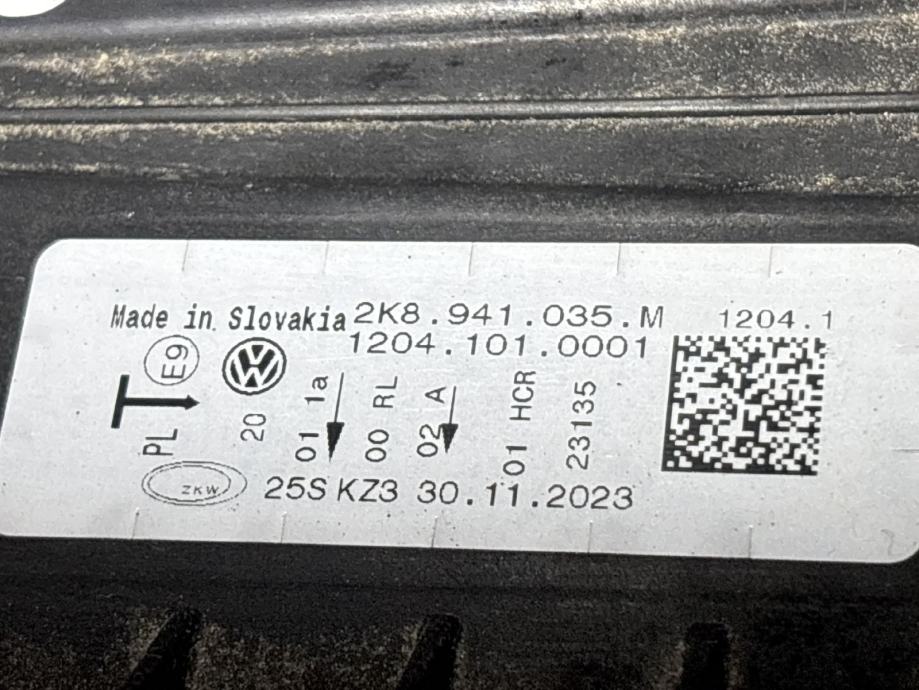 Made in Slovakia 2K8.941.035.M 1204.1
1204.101.0001
E9
PL
20
01 1a
00 RL
02 A
01 HCR
23135
ZKW 25S KZ3 30.11.2023